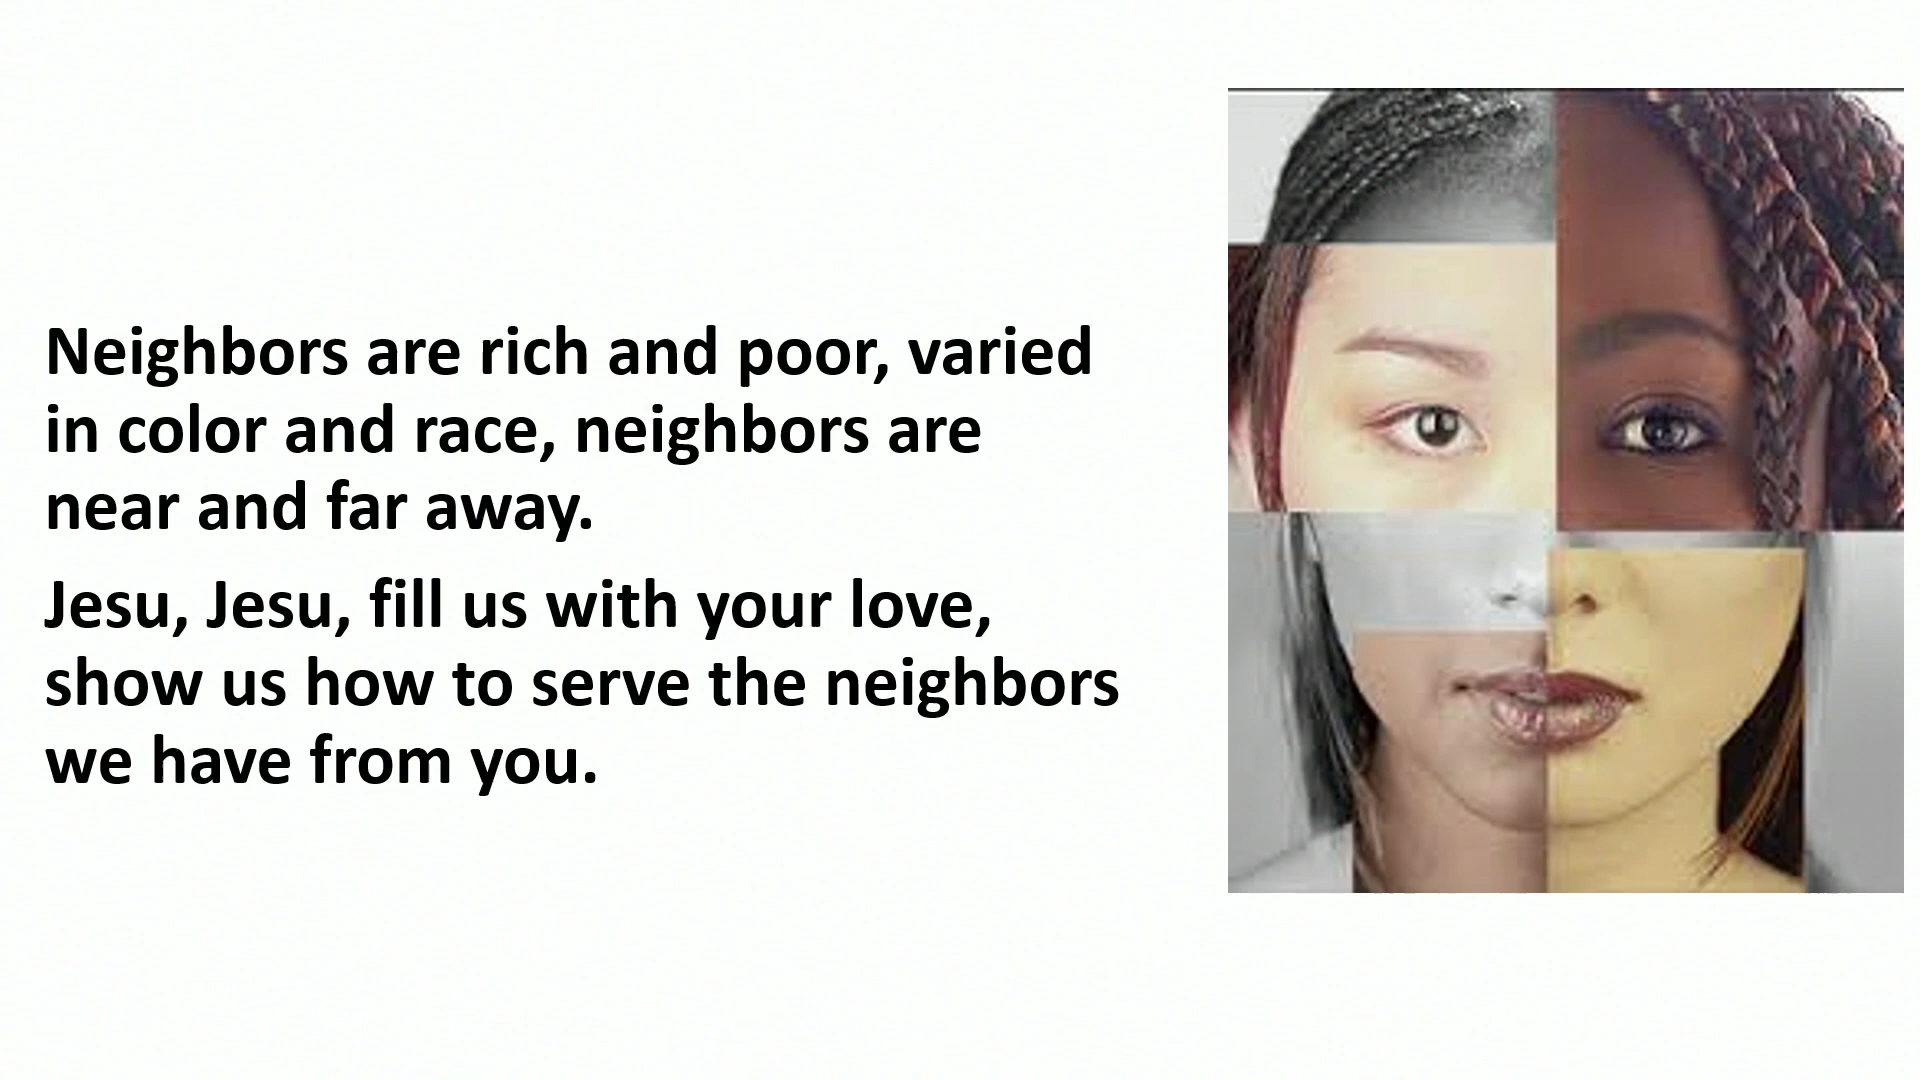 Neighbors are rich and poor, varied
in color and race, neighbors are
near and far away.
Jesu, Jesu, fill us with your love,
show us how to serve the neighbors
we have from you.